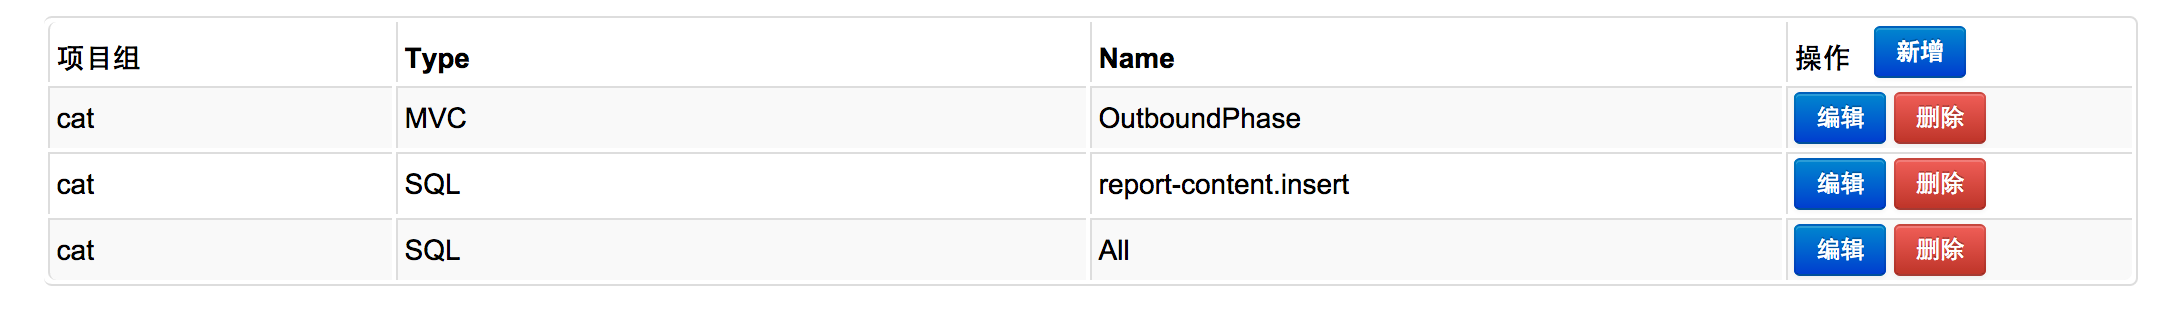 项目组 Type Name 操作 新增
cat MVC OutboundPhase 编辑 删除
cat SQL report-content.insert 编辑 删除
cat SQL All 编辑 删除